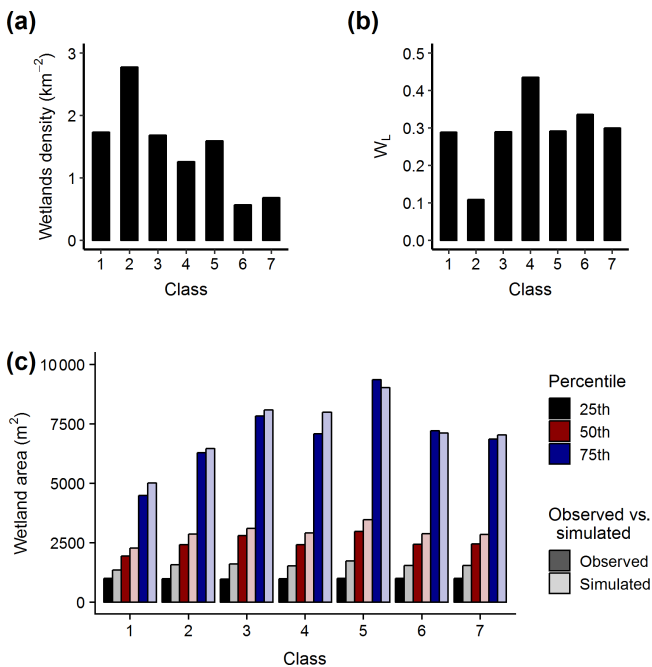 (a)
Wetlands density (km⁻²)
3
2
1
0
1 2 3 4 5 6 7
Class
(b)
W_L
0.5
0.4
0.3
0.2
0.1
0.0
1 2 3 4 5 6 7
Class
(c)
Wetland area (m²)
10 000
7500
5000
2500
0
1 2 3 4 5 6 7
Class
Percentile
25th
50th
75th
Observed vs.
simulated
Observed
Simulated